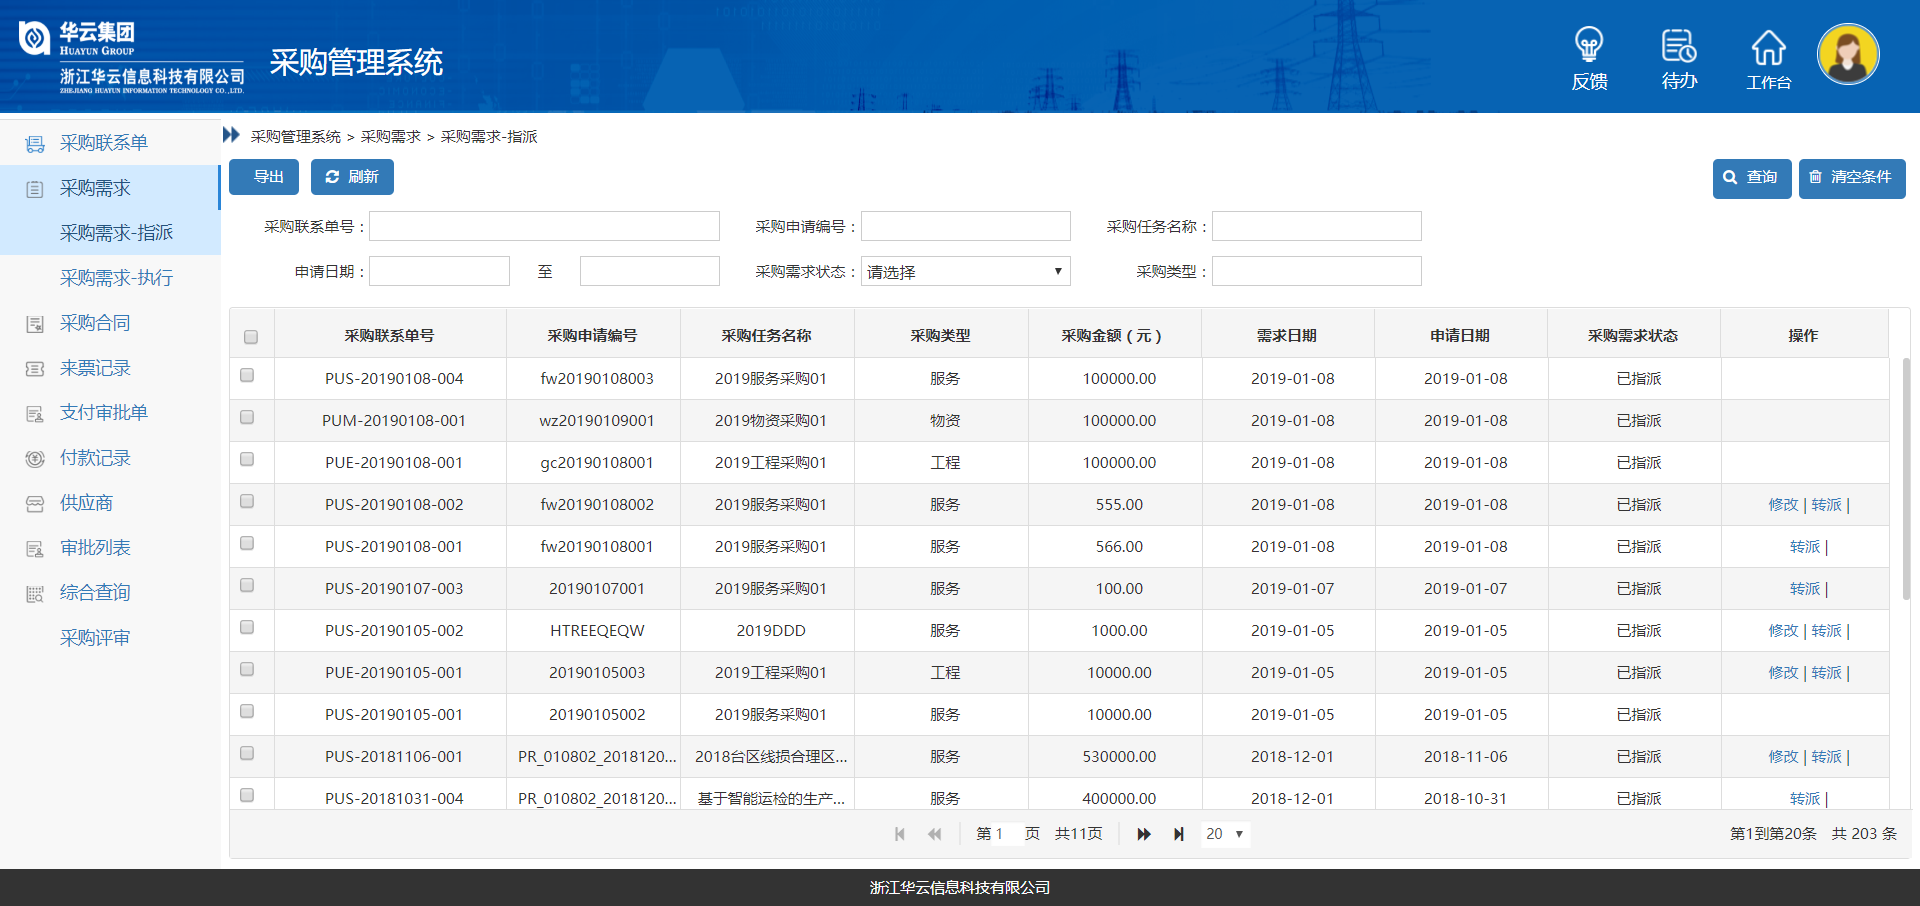 华云集团
HUAYUN GROUP
浙江华云信息科技有限公司
ZHEJIANG HUAYUN INFORMATION TECHNOLOGY CO.,LTD.
采购管理系统
反馈
待办
工作台
采购联系单
采购需求
采购需求-指派
采购需求-执行
采购合同
来票记录
支付审批单
付款记录
供应商
审批列表
综合查询
采购评审
采购管理系统 > 采购需求 > 采购需求-指派
导出 刷新 查询 清空条件
采购联系单号： 采购申请编号： 采购任务名称：
申请日期： 至 采购需求状态： 请选择 采购类型：
采购联系单号 采购申请编号 采购任务名称 采购类型 采购金额（元） 需求日期 申请日期 采购需求状态 操作
PUS-20190108-004 fw20190108003 2019服务采购01 服务 100000.00 2019-01-08 2019-01-08 已指派
PUM-20190108-001 wz20190109001 2019物资采购01 物资 100000.00 2019-01-08 2019-01-08 已指派
PUE-20190108-001 gc20190108001 2019工程采购01 工程 100000.00 2019-01-08 2019-01-08 已指派
PUS-20190108-002 fw20190108002 2019服务采购01 服务 555.00 2019-01-08 2019-01-08 已指派 修改 | 转派 |
PUS-20190108-001 fw20190108001 2019服务采购01 服务 566.00 2019-01-08 2019-01-08 已指派 转派 |
PUS-20190107-003 20190107001 2019服务采购01 服务 100.00 2019-01-07 2019-01-07 已指派 转派 |
PUS-20190105-002 HTREEQEQW 2019DDD 服务 1000.00 2019-01-05 2019-01-05 已指派 修改 | 转派 |
PUE-20190105-001 20190105003 2019工程采购01 工程 10000.00 2019-01-05 2019-01-05 已指派 修改 | 转派 |
PUS-20190105-001 20190105002 2019服务采购01 服务 10000.00 2019-01-05 2019-01-05 已指派
PUS-20181106-001 PR_010802_2018120... 2018台区线损合理区... 服务 530000.00 2018-12-01 2018-11-06 已指派 修改 | 转派 |
PUS-20181031-004 PR_010802_2018120... 基于智能运检的生产... 服务 400000.00 2018-12-01 2018-10-31 已指派 转派 |
第 1 页 共11页 20 第1到第20条 共 203 条
浙江华云信息科技有限公司